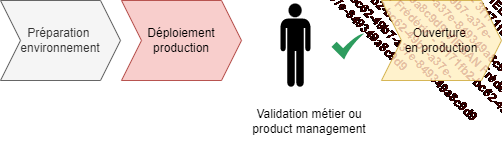 Préparation
environnement
Déploiement
production
Ouverture
en production
Validation métier ou
product management